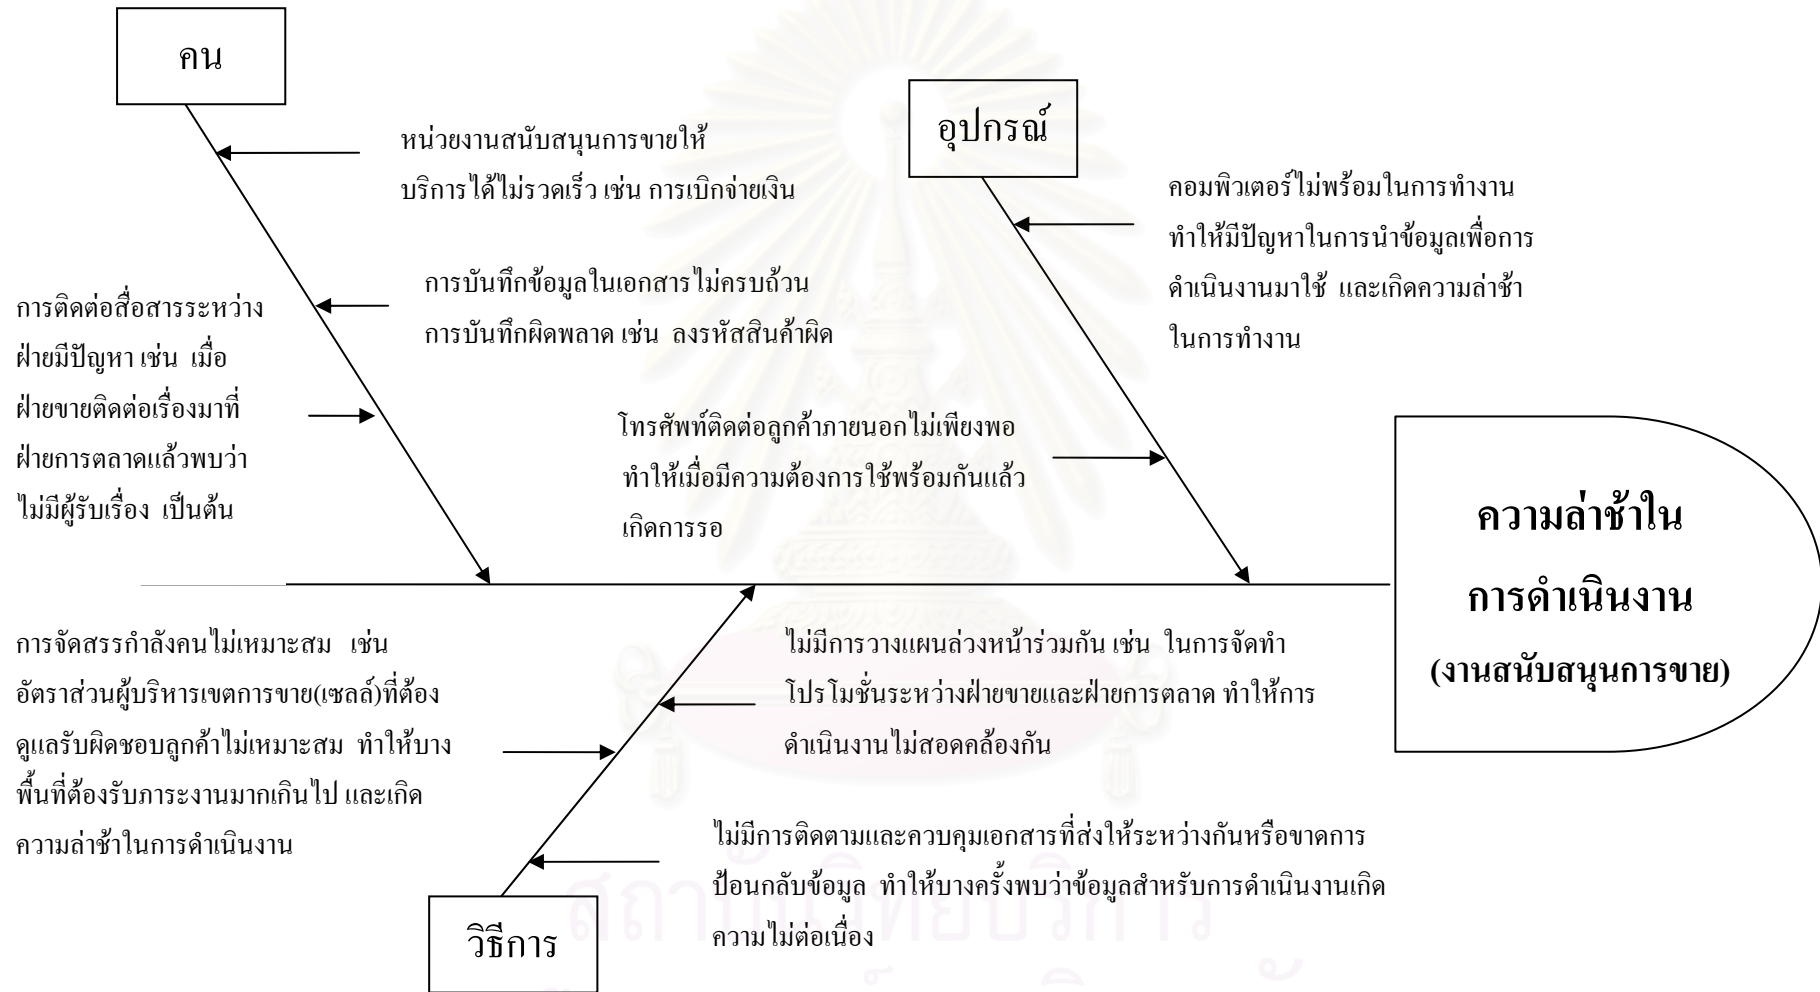 คน
หน่วยงานสนับสนุนการขายให้
บริการได้ไม่รวดเร็ว เช่น การเบิกจ่ายเงิน
การบันทึกข้อมูลในเอกสารไม่ครบถ้วน
การบันทึกผิดพลาด เช่น ลงรหัสสินค้าผิด
การติดต่อสื่อสารระหว่าง
ฝ่ายมีปัญหา เช่น เมื่อ
ฝ่ายขายติดต่อเรื่องมาที่
ฝ่ายการตลาดแล้วพบว่า
ไม่มีผู้รับเรื่อง เป็นต้น
อุปกรณ์
คอมพิวเตอร์ไม่พร้อมในการทำงาน
ทำให้มีปัญหาในการนำข้อมูลเพื่อการ
ดำเนินงานมาใช้ และเกิดความล่าช้า
ในการทำงาน
โทรศัพท์ติดต่อลูกค้าภายนอกไม่เพียงพอ
ทำให้เมื่อมีความต้องการใช้พร้อมกันแล้ว
เกิดการรอ
ความล่าช้าใน
การดำเนินงาน
(งานสนับสนุนการขาย)
การจัดสรรกำลังคนไม่เหมาะสม เช่น
อัตราส่วนผู้บริหารเขตการขาย(เซลล์)ที่ต้อง
ดูแลรับผิดชอบลูกค้าไม่เหมาะสม ทำให้บาง
พื้นที่ต้องรับภาระงานมากเกินไป และเกิด
ความล่าช้าในการดำเนินงาน
ไม่มีการวางแผนล่วงหน้าร่วมกัน เช่น ในการจัดทำ
โปรโมชั่นระหว่างฝ่ายขายและฝ่ายการตลาด ทำให้การ
ดำเนินงานไม่สอดคล้องกัน
ไม่มีการติดตามและควบคุมเอกสารที่ส่งให้ระหว่างกันหรือขาดการ
ป้อนกลับข้อมูล ทำให้บางครั้งพบว่าข้อมูลสำหรับการดำเนินงานเกิด
ความไม่ต่อเนื่อง
วิธีการ
สถาบันวิทยบริการ